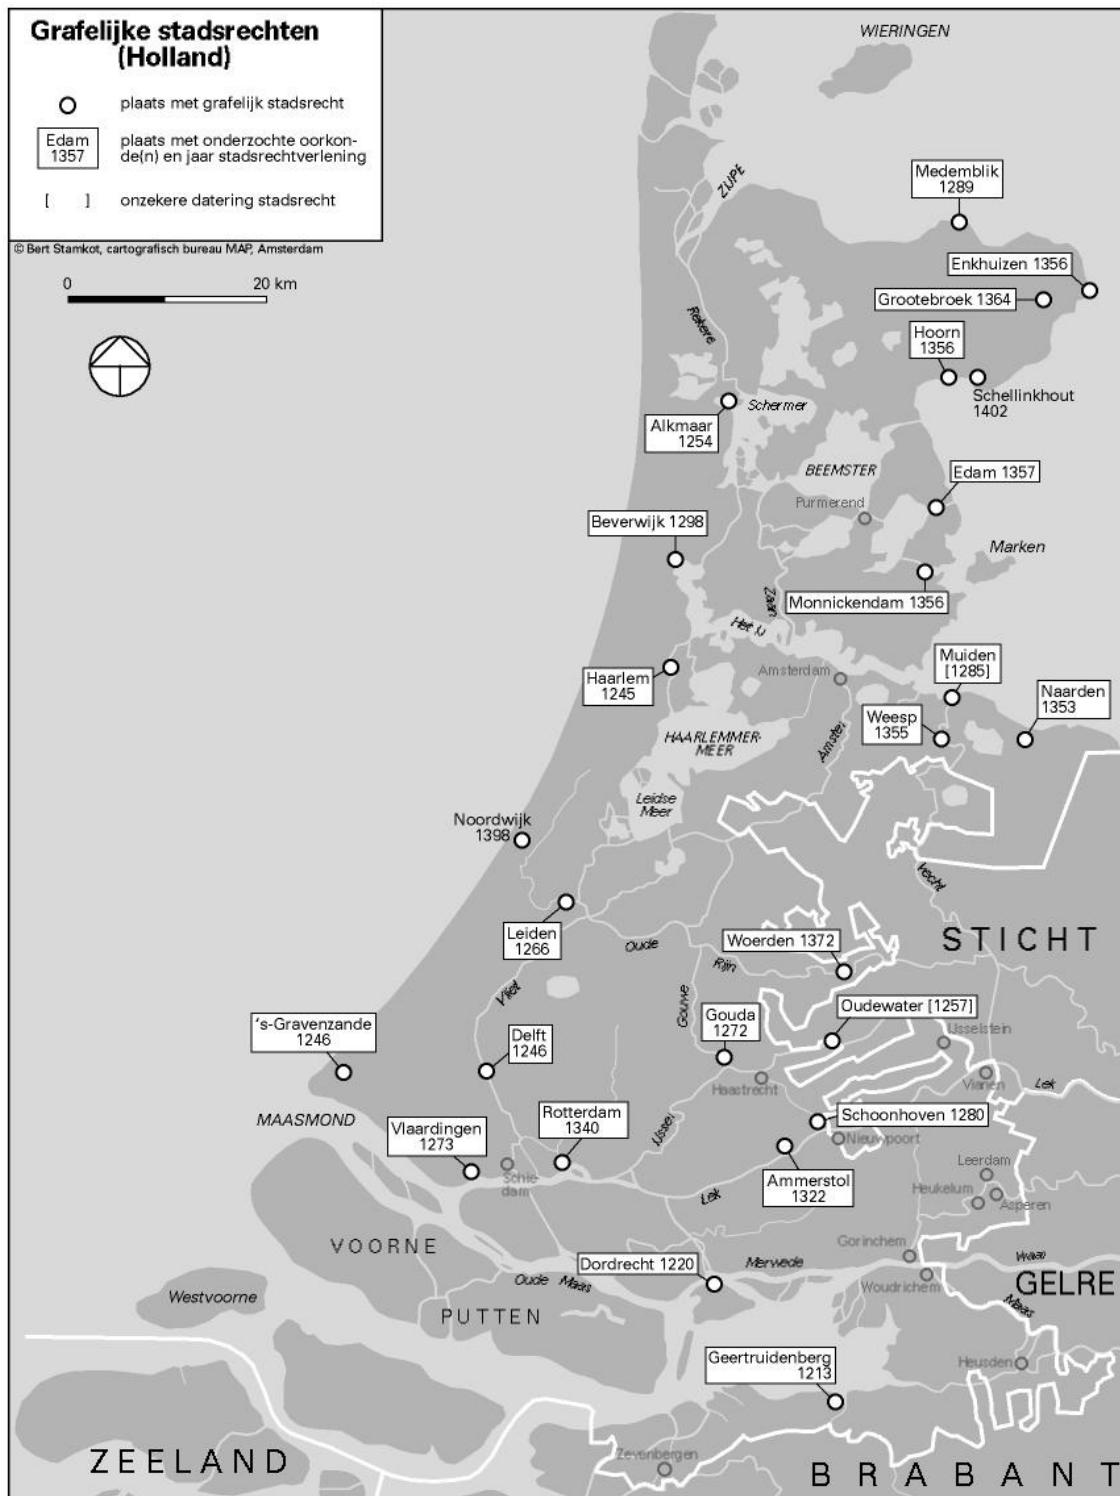 Grafelijke stadsrechten
(Holland)
plaats met grafelijk stadsrecht
Edam
1357
plaats met onderzochte oorkon-
de(n) en jaar stadsrechtverlening
[ ]
onzekere datering stadsrecht
© Bert Stamkot, cartografisch bureau MAP, Amsterdam
0
20 km
WIERINGEN
ZIJPE
Medemblik
1289
Enkhuizen 1356
Grootebroek 1364
Rekere
Hoorn
1356
Schellinkhout
1402
Schermer
Alkmaar
1254
BEEMSTER
Edam 1357
Purmerend
Beverwijk 1298
Marken
Zaan
Monnickendam 1356
Het IJ
Muiden
[1285]
Haarlem
1245
Amsterdam
Naarden
1353
Weesp
1355
HAARLEMMER-
MEER
Amstel
Leidse
Meer
Noordwijk
1398
Vecht
Leiden
1266
Oude
Rijn
Woerden 1372
STICHT
Vliet
Gouwe
Oudewater [1257]
's-Gravenzande
1246
Delft
1246
Gouda
1272
IJsselstein
Haastrecht
Vianen
Lek
MAASMOND
Vlaardingen
1273
Rotterdam
1340
IJssel
Schoonhoven 1280
Nieuwpoort
Schie-
dam
Ammerstol
1322
Leerdam
Lek
Heukelum
Asperen
VOORNE
Gorinchem
Dordrecht 1220
Merwede
Waal
Oude Maas
Woudrichem
GELRE
Westvoorne
PUTTEN
Maas
Geertruidenberg
1213
Heusden
ZEELAND
Zevenbergen
BRABANT